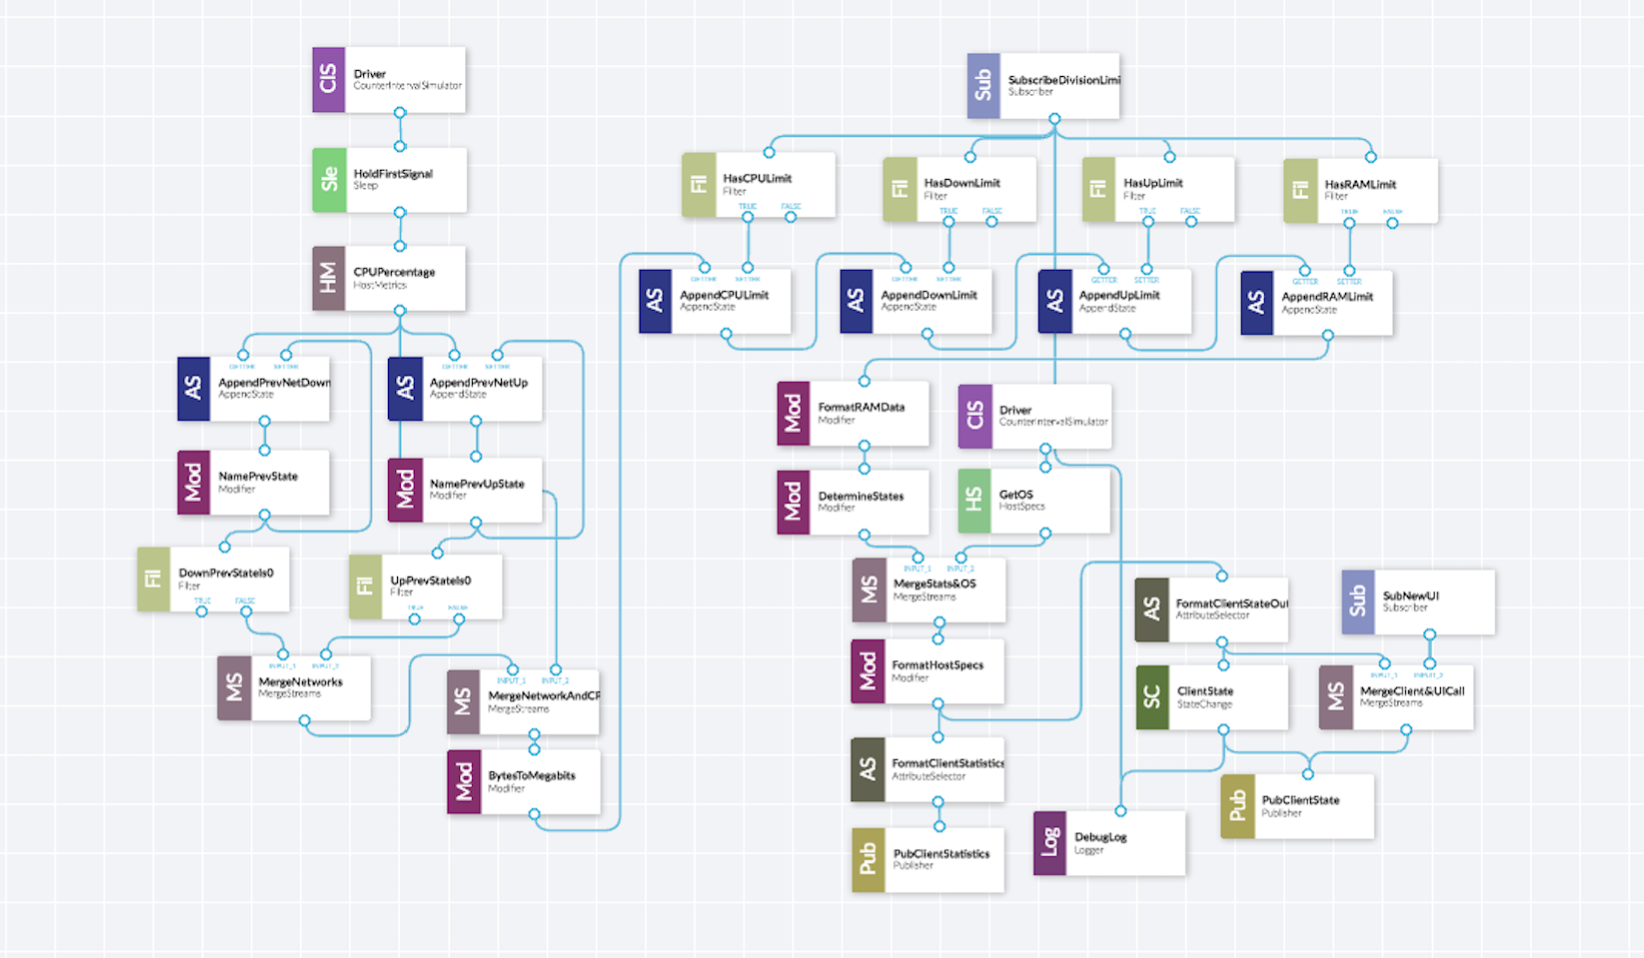 CIS
Driver
CounterIntervalSimulator
Sle
HoldFirstSignal
Sleep
HM
CPUPercentage
HostMetrics
GETTER SETTER
AS
AppendPrevNetDown
AppendState
GETTER SETTER
AS
AppendPrevNetUp
AppendState
Mod
NamePrevState
Modifier
Mod
NamePrevUpState
Modifier
Fil
DownPrevStateIs0
Filter
TRUE FALSE
Fil
UpPrevStateIs0
Filter
TRUE FALSE
INPUT_1 INPUT_2
MS
MergeNetworks
MergeStreams
INPUT_1 INPUT_2
MS
MergeNetworkAndCP
MergeStreams
Mod
BytesToMegabits
Modifier
Sub
SubscribeDivisionLimi
Subscriber
Fil
HasCPULimit
Filter
TRUE FALSE
Fil
HasDownLimit
Filter
TRUE FALSE
Fil
HasUpLimit
Filter
TRUE FALSE
Fil
HasRAMLimit
Filter
TRUE FALSE
GETTER SETTER
AS
AppendCPULimit
AppendState
GETTER SETTER
AS
AppendDownLimit
AppendState
GETTER SETTER
AS
AppendUpLimit
AppendState
GETTER SETTER
AS
AppendRAMLimit
AppendState
Mod
FormatRAMData
Modifier
CIS
Driver
CounterIntervalSimulator
Mod
DetermineStates
Modifier
HS
GetOS
HostSpecs
INPUT_1 INPUT_2
MS
MergeStats&OS
MergeStreams
Mod
FormatHostSpecs
Modifier
AS
FormatClientStatistics
AttributeSelector
Pub
PubClientStatistics
Publisher
AS
FormatClientStateOut
AttributeSelector
Sub
SubNewUI
Subscriber
SC
ClientState
StateChange
INPUT_1 INPUT_2
MS
MergeClient&UICall
MergeStreams
Pub
PubClientState
Publisher
Log
DebugLog
Logger